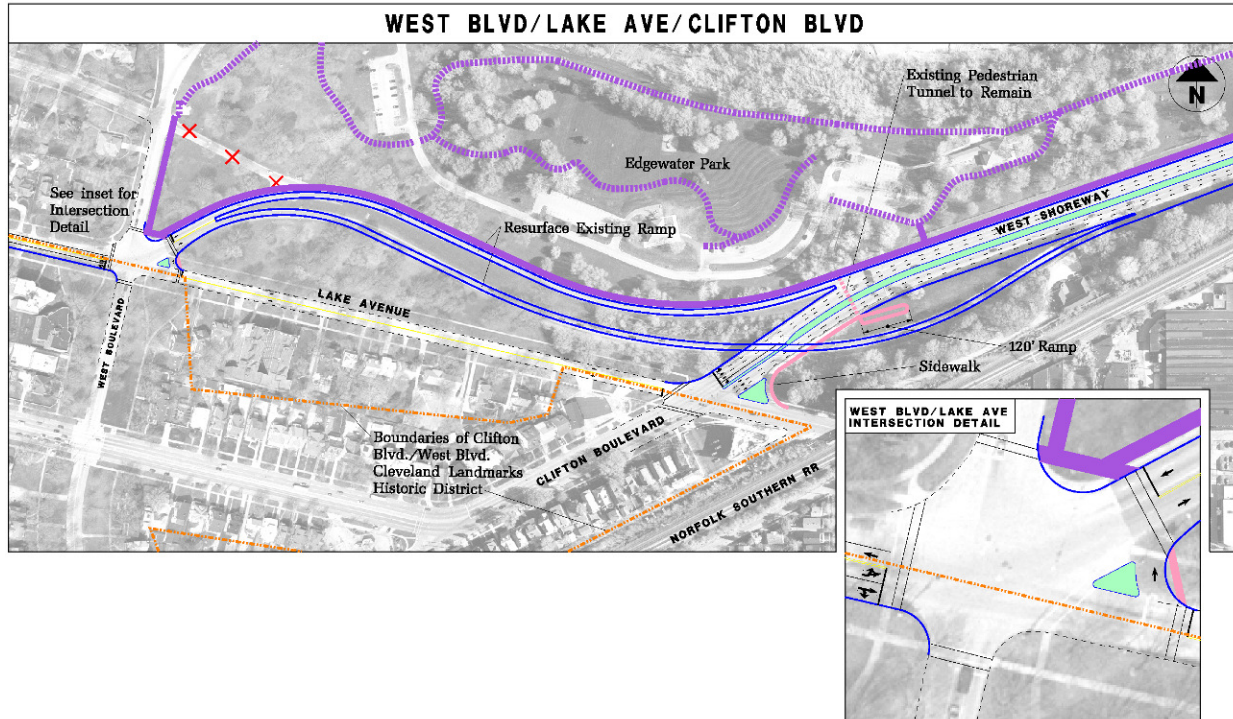 WEST BLVD/LAKE AVE/CLIFTON BLVD
Existing Pedestrian
Tunnel to Remain
N
Edgewater Park
See inset for
Intersection
Detail
Resurface Existing Ramp
WEST SHOREWAY
LAKE AVENUE
WEST BOULEVARD
120' Ramp
Sidewalk
Boundaries of Clifton
Blvd./West Blvd.
Cleveland Landmarks
Historic District
CLIFTON BOULEVARD
NORFOLK SOUTHERN RR
WEST BLVD/LAKE AVE
INTERSECTION DETAIL